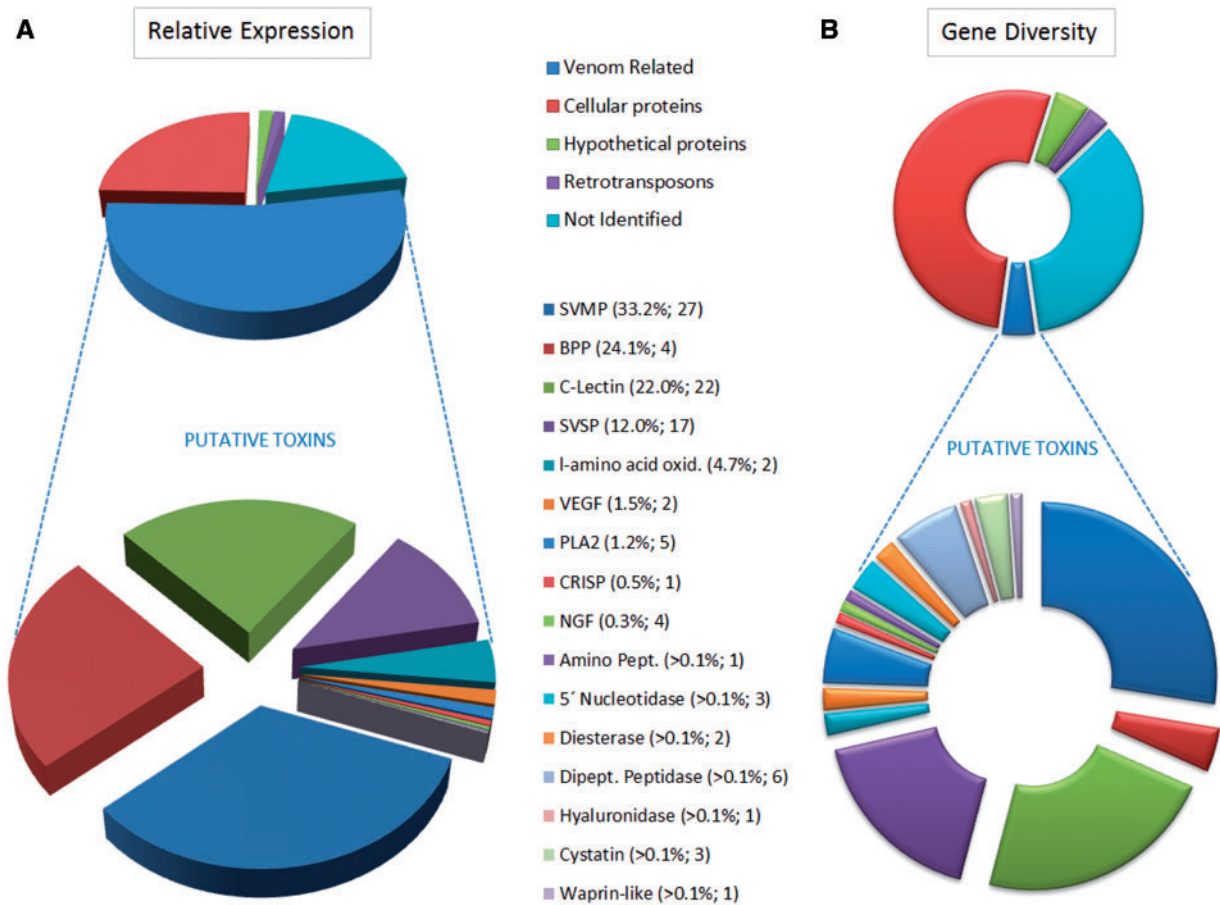 A
Relative Expression
B
Gene Diversity
Venom Related
Cellular proteins
Hypothetical proteins
Retrotransposons
Not Identified
SVMP (33.2%; 27)
BPP (24.1%; 4)
C-Lectin (22.0%; 22)
SVSP (12.0%; 17)
l-amino acid oxid. (4.7%; 2)
VEGF (1.5%; 2)
PLA2 (1.2%; 5)
CRISP (0.5%; 1)
NGF (0.3%; 4)
Amino Pept. (>0.1%; 1)
5´ Nucleotidase (>0.1%; 3)
Diesterase (>0.1%; 2)
Dipept. Peptidase (>0.1%; 6)
Hyaluronidase (>0.1%; 1)
Cystatin (>0.1%; 3)
Waprin-like (>0.1%; 1)
PUTATIVE TOXINS
PUTATIVE TOXINS